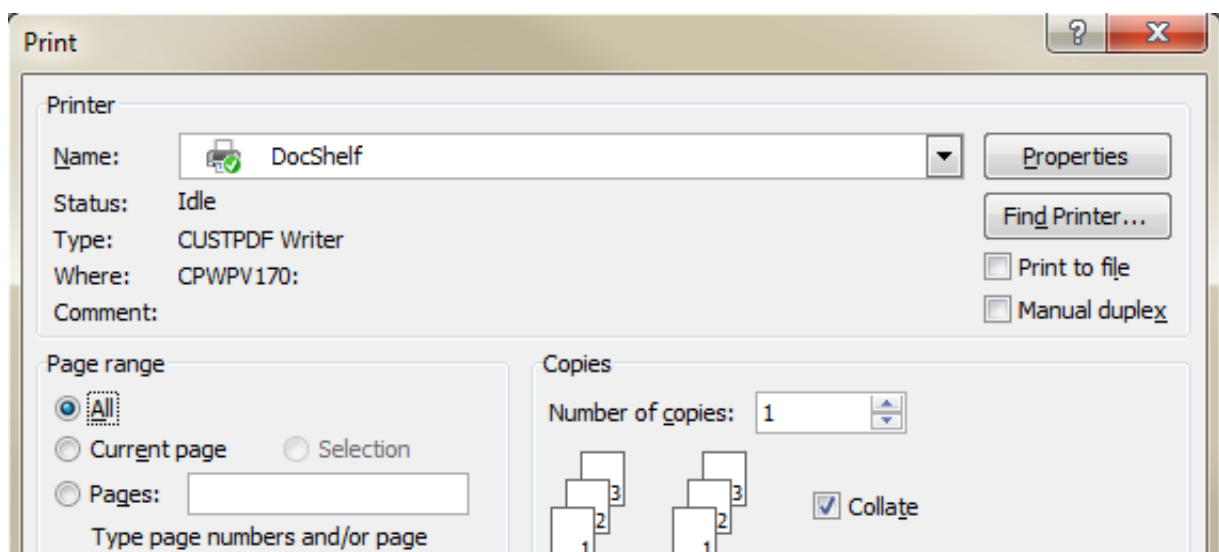 Print
Printer
Name: DocShelf Properties
Status: Idle Find Printer...
Type: CUSTPDF Writer
Where: CPWPV170: Print to file
Comment: Manual duplex
Page range Copies
All Number of copies: 1
Current page Selection
Pages:
3 3
2 2 Collate
1 1
Type page numbers and/or page